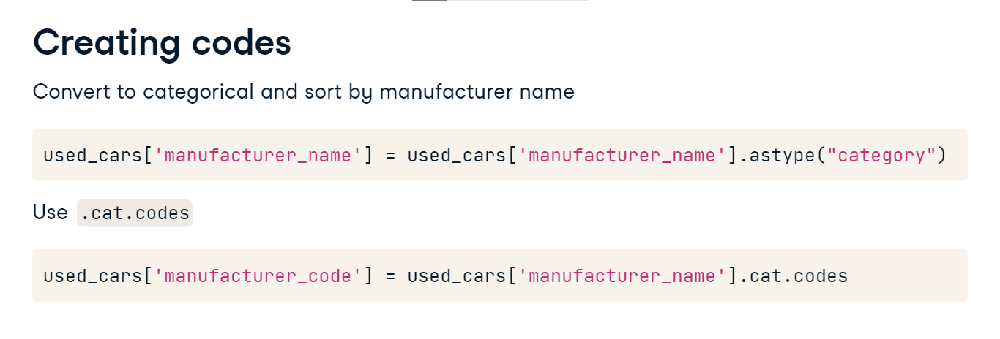 Creating codes
Convert to categorical and sort by manufacturer name
used_cars['manufacturer_name'] = used_cars['manufacturer_name'].astype("category")
Use .cat.codes
used_cars['manufacturer_code'] = used_cars['manufacturer_name'].cat.codes